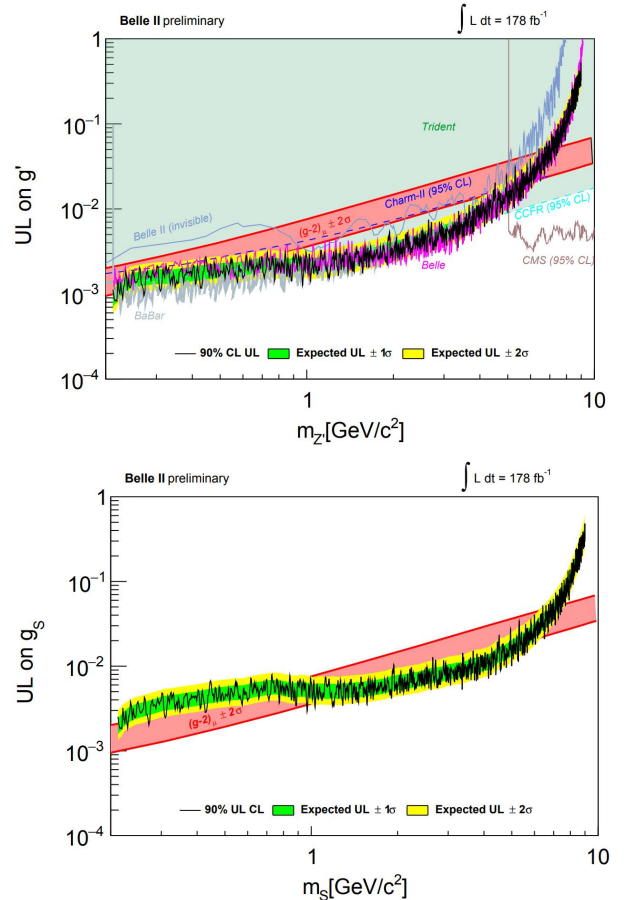 Belle II preliminary ∫ L dt = 178 fb⁻¹
1
10⁻¹
10⁻²
10⁻³
10⁻⁴
UL on g'
Trident
Charm-II (95% CL)
Belle II (invisible)
(g-2)μ ± 2σ
CCFR (95% CL)
Belle
CMS (95% CL)
BaBar
90% CL UL Expected UL ± 1σ Expected UL ± 2σ
1 10
m_Z'[GeV/c²]
Belle II preliminary ∫ L dt = 178 fb⁻¹
1
10⁻¹
10⁻²
10⁻³
10⁻⁴
UL on g_S
(g-2)μ ± 2σ
90% UL CL Expected UL ± 1σ Expected UL ± 2σ
1 10
m_S[GeV/c²]